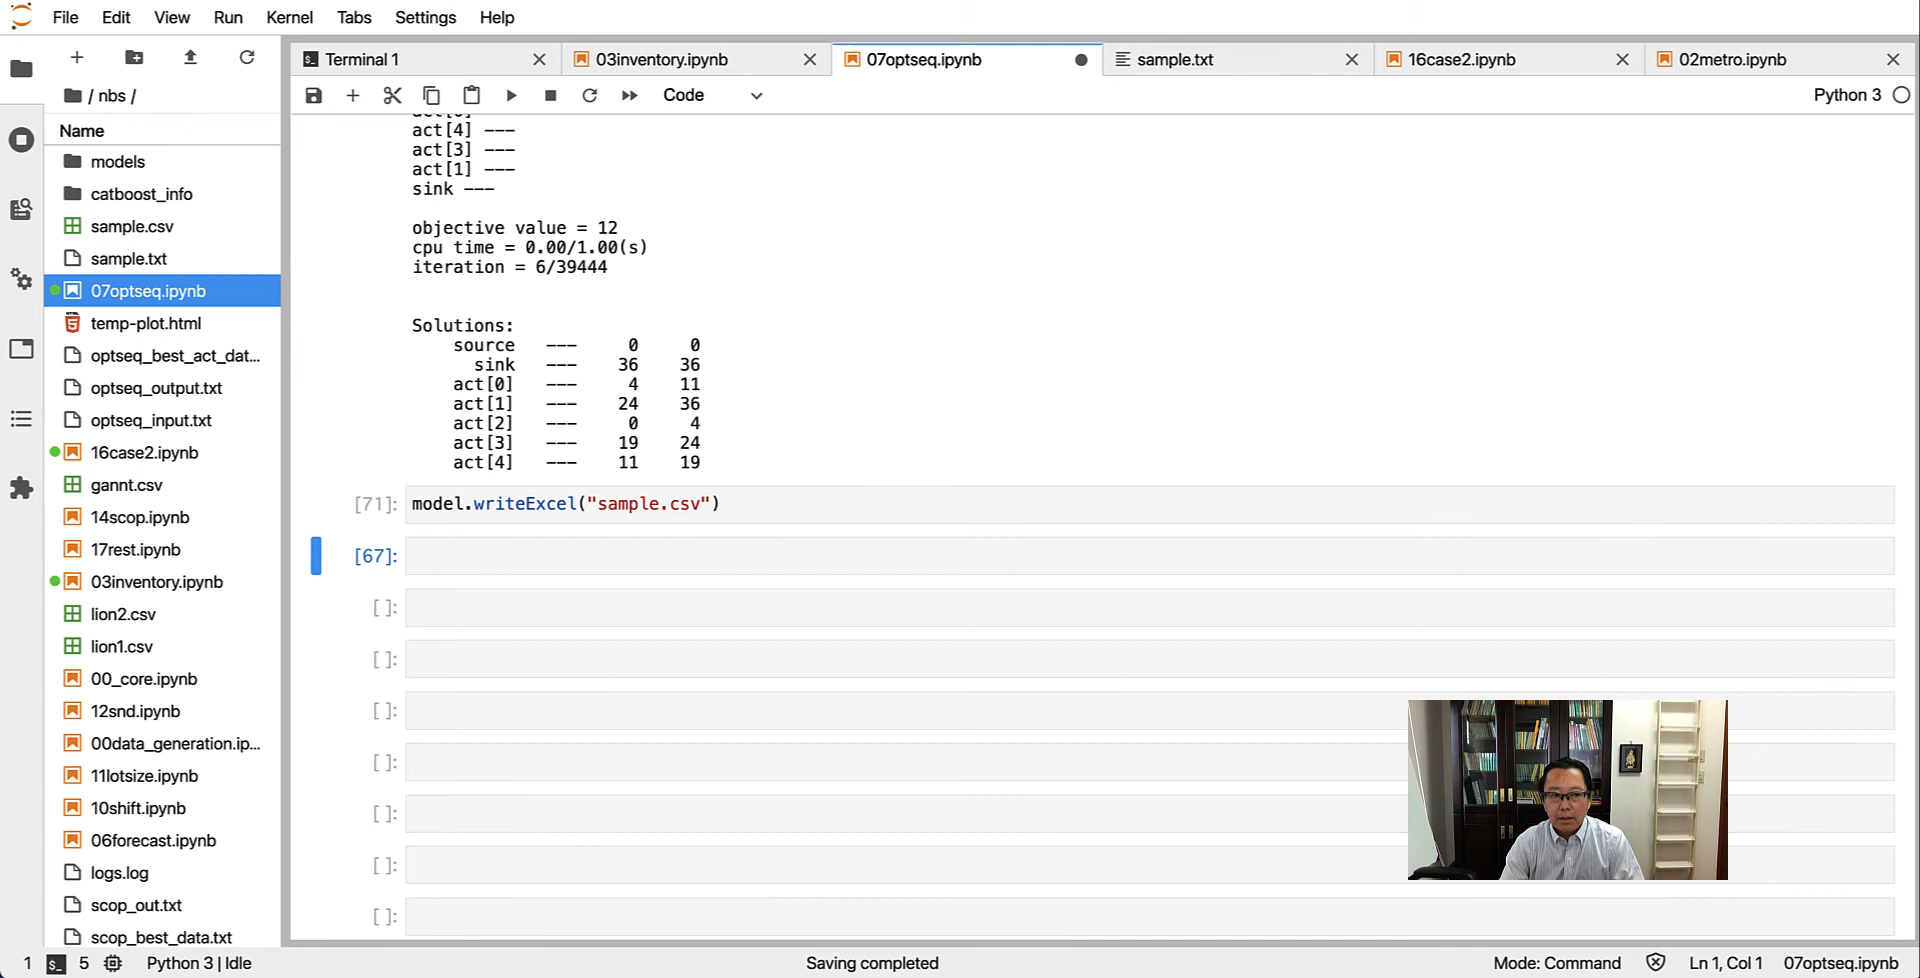 File Edit View Run Kernel Tabs Settings Help
Terminal 1 03inventory.ipynb 07optseq.ipynb sample.txt 16case2.ipynb 02metro.ipynb
Code Python 3
/ nbs /
Name
models
catboost_info
sample.csv
sample.txt
07optseq.ipynb
temp-plot.html
optseq_best_act_dat...
optseq_output.txt
optseq_input.txt
16case2.ipynb
gannt.csv
14scop.ipynb
17rest.ipynb
03inventory.ipynb
lion2.csv
lion1.csv
00_core.ipynb
12snd.ipynb
00data_generation.ip...
11lotsize.ipynb
10shift.ipynb
06forecast.ipynb
logs.log
scop_out.txt
scop_best_data.txt
act[4] ---
act[3] ---
act[1] ---
sink ---
objective value = 12
cpu time = 0.00/1.00(s)
iteration = 6/39444
Solutions:
source --- 0 0
sink --- 36 36
act[0] --- 4 11
act[1] --- 24 36
act[2] --- 0 4
act[3] --- 19 24
act[4] --- 11 19
[71]: model.writeExcel("sample.csv")
[67]:
[ ]:
[ ]:
[ ]:
[ ]:
[ ]:
[ ]:
[ ]:
1 5 Python 3 | Idle Saving completed Mode: Command Ln 1, Col 1 07optseq.ipynb